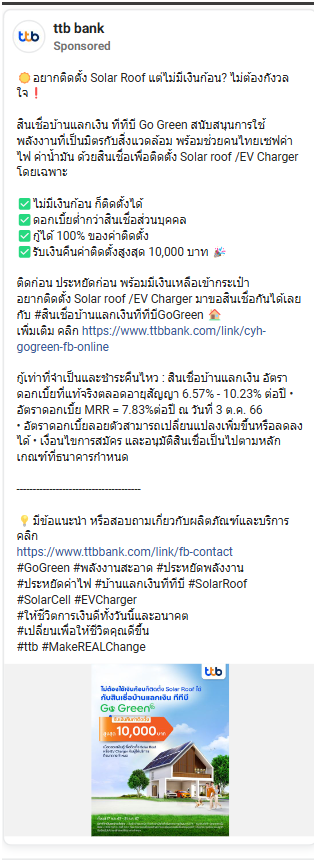 ttb
ttb bank
Sponsored
🌞 อยากติดตั้ง Solar Roof แต่ไม่มีเงินก้อน? ไม่ต้องกังวล
ใจ❗
สินเชื่อบ้านแลกเงิน ทีทีบี Go Green สนับสนุนการใช้
พลังงานที่เป็นมิตรกับสิ่งแวดล้อม พร้อมช่วยคนไทยเซฟค่า
ไฟ ค่าน้ำมัน ด้วยสินเชื่อเพื่อติดตั้ง Solar roof /EV Charger
โดยเฉพาะ
✅ ไม่มีเงินก้อน ก็ติดตั้งได้
✅ ดอกเบี้ยต่ำกว่าสินเชื่อส่วนบุคคล
✅ กู้ได้ 100% ของค่าติดตั้ง
✅ รับเงินคืนค่าติดตั้งสูงสุด 10,000 บาท 🎉
ติดก่อน ประหยัดก่อน พร้อมมีเงินเหลือเข้ากระเป๋า
อยากติดตั้ง Solar roof /EV Charger มาขอสินเชื่อกันได้เลย
กับ #สินเชื่อบ้านแลกเงินทีทีบีGoGreen 🏠
เพิ่มเติม คลิก https://www.ttbbank.com/link/cyh-
gogreen-fb-online
กู้เท่าที่จำเป็นและชำระคืนไหว : สินเชื่อบ้านแลกเงิน อัตรา
ดอกเบี้ยที่แท้จริงตลอดอายุสัญญา 6.57% - 10.23% ต่อปี •
อัตราดอกเบี้ย MRR = 7.83%ต่อปี ณ วันที่ 3 ต.ค. 66
• อัตราดอกเบี้ยลอยตัวสามารถเปลี่ยนแปลงเพิ่มขึ้นหรือลดลง
ได้ • เงื่อนไขการสมัคร และอนุมัติสินเชื่อเป็นไปตามหลัก
เกณฑ์ที่ธนาคารกำหนด
--------------------------------------
💡 มีข้อแนะนำ หรือสอบถามเกี่ยวกับผลิตภัณฑ์และบริการ
คลิก
https://www.ttbbank.com/link/fb-contact
#GoGreen #พลังงานสะอาด #ประหยัดพลังงาน
#ประหยัดค่าไฟ #บ้านแลกเงินทีทีบี #SolarRoof
#SolarCell #EVCharger
#ให้ชีวิตการเงินดีทั้งวันนี้และอนาคต
#เปลี่ยนเพื่อให้ชีวิตคุณดีขึ้น
#ttb #MakeREALChange
ttb
ไม่ต้องใช้เงินก้อนก็ติดตั้ง Solar Roof ได้
กับสินเชื่อบ้านแลกเงิน ทีทีบี
Go Green
รับเงินคืนค่าติดตั้ง
สูงสุด 10,000 บาท